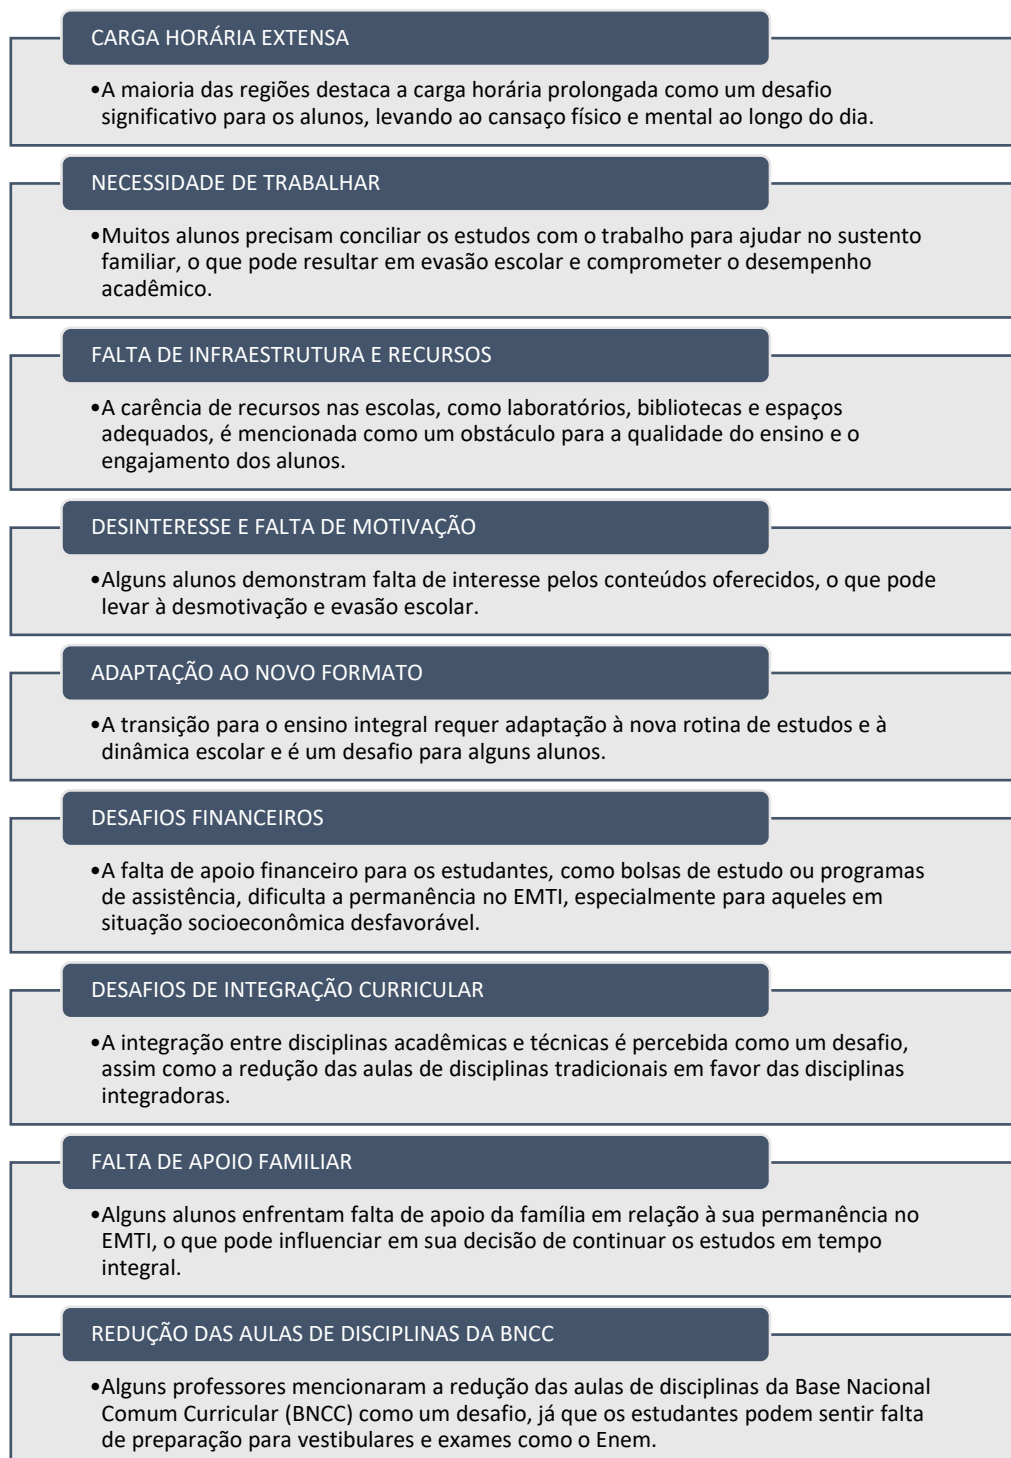 CARGA HORÁRIA EXTENSA
•A maioria das regiões destaca a carga horária prolongada como um desafio
significativo para os alunos, levando ao cansaço físico e mental ao longo do dia.
NECESSIDADE DE TRABALHAR
•Muitos alunos precisam conciliar os estudos com o trabalho para ajudar no sustento
familiar, o que pode resultar em evasão escolar e comprometer o desempenho
acadêmico.
FALTA DE INFRAESTRUTURA E RECURSOS
•A carência de recursos nas escolas, como laboratórios, bibliotecas e espaços
adequados, é mencionada como um obstáculo para a qualidade do ensino e o
engajamento dos alunos.
DESINTERESSE E FALTA DE MOTIVAÇÃO
•Alguns alunos demonstram falta de interesse pelos conteúdos oferecidos, o que pode
levar à desmotivação e evasão escolar.
ADAPTAÇÃO AO NOVO FORMATO
•A transição para o ensino integral requer adaptação à nova rotina de estudos e à
dinâmica escolar e é um desafio para alguns alunos.
DESAFIOS FINANCEIROS
•A falta de apoio financeiro para os estudantes, como bolsas de estudo ou programas
de assistência, dificulta a permanência no EMTI, especialmente para aqueles em
situação socioeconômica desfavorável.
DESAFIOS DE INTEGRAÇÃO CURRICULAR
•A integração entre disciplinas acadêmicas e técnicas é percebida como um desafio,
assim como a redução das aulas de disciplinas tradicionais em favor das disciplinas
integradoras.
FALTA DE APOIO FAMILIAR
•Alguns alunos enfrentam falta de apoio da família em relação à sua permanência no
EMTI, o que pode influenciar em sua decisão de continuar os estudos em tempo
integral.
REDUÇÃO DAS AULAS DE DISCIPLINAS DA BNCC
•Alguns professores mencionaram a redução das aulas de disciplinas da Base Nacional
Comum Curricular (BNCC) como um desafio, já que os estudantes podem sentir falta
de preparação para vestibulares e exames como o Enem.